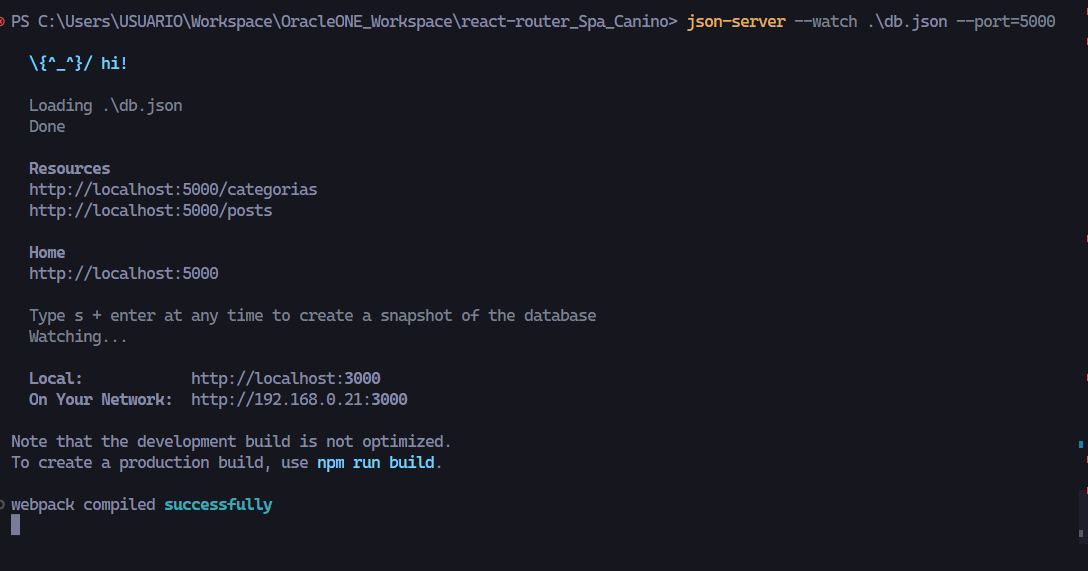 PS C:\Users\USUARIO\Workspace\OracleONE_Workspace\react-router_Spa_Canino> json-server --watch .\db.json --port=5000
\{^_^}/ hi!
Loading .\db.json
Done
Resources
http://localhost:5000/categorias
http://localhost:5000/posts
Home
http://localhost:5000
Type s + enter at any time to create a snapshot of the database
Watching...
Local: http://localhost:3000
On Your Network: http://192.168.0.21:3000
Note that the development build is not optimized.
To create a production build, use npm run build.
webpack compiled successfully